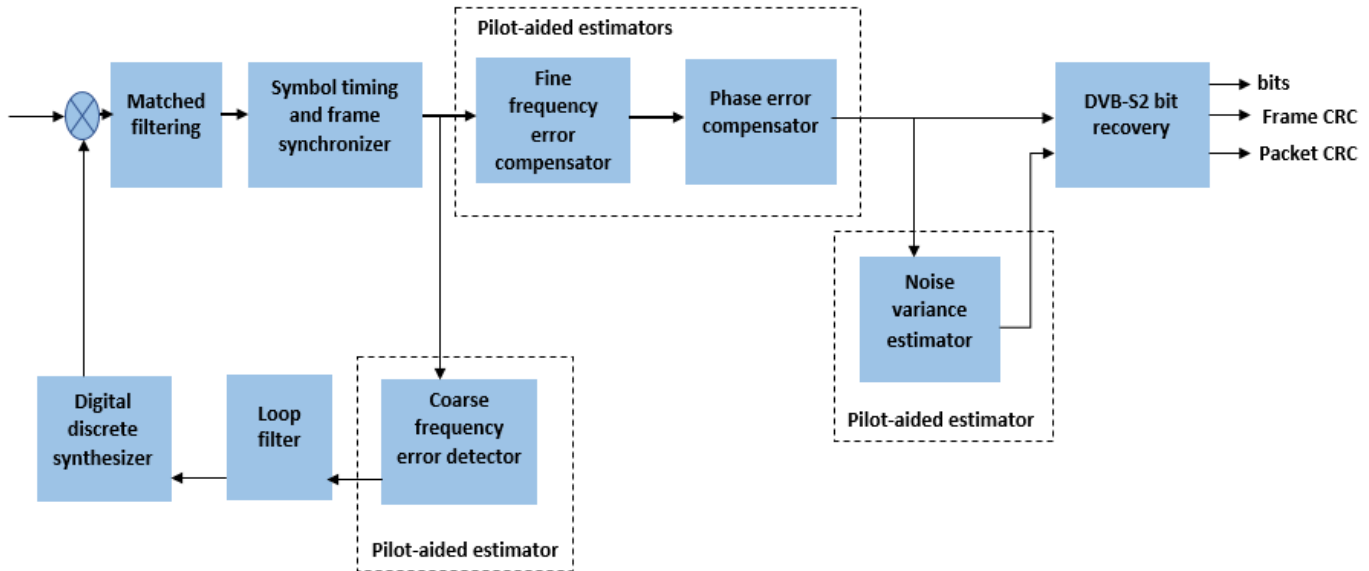 Pilot-aided estimators
Matched
filtering
Symbol timing
and frame
synchronizer
Fine
frequency
error
compensator
Phase error
compensator
DVB-S2 bit
recovery
bits
Frame CRC
Packet CRC
Noise
variance
estimator
Pilot-aided estimator
Digital
discrete
synthesizer
Loop
filter
Coarse
frequency
error detector
Pilot-aided estimator